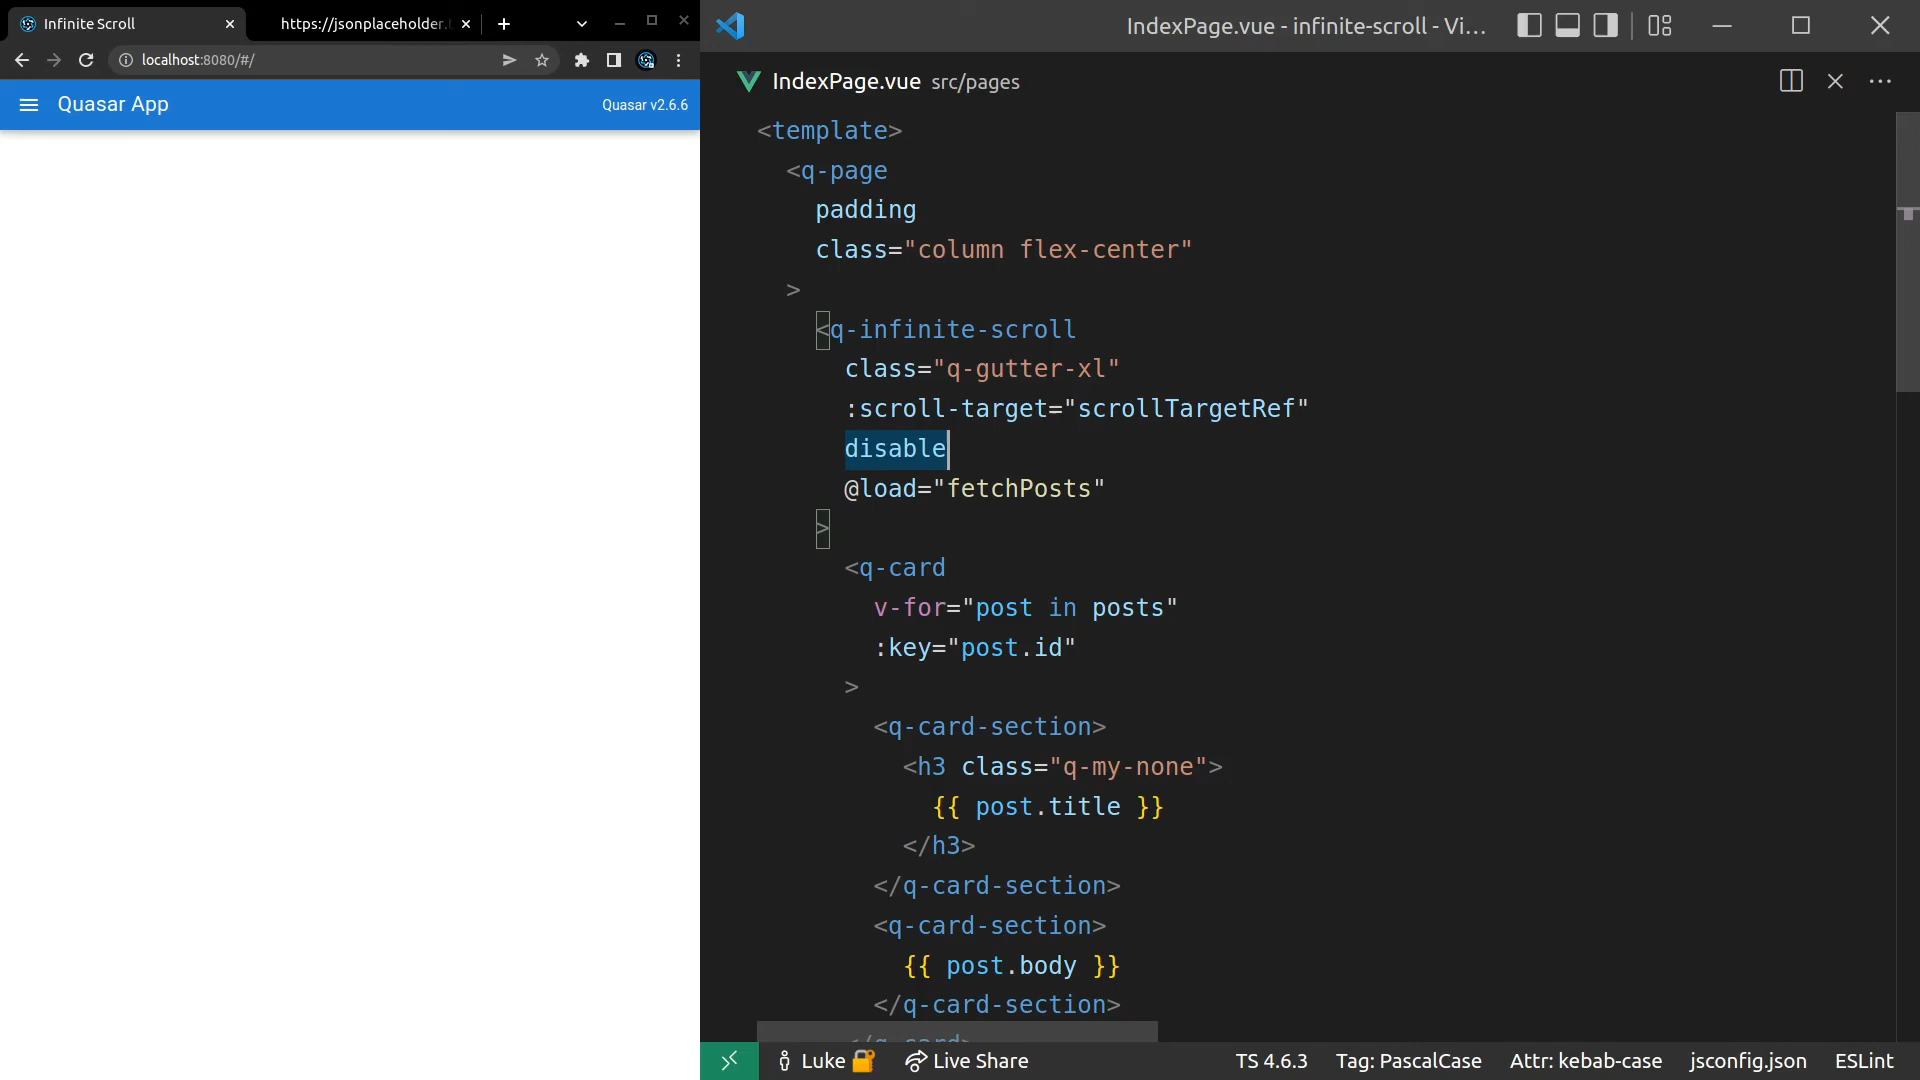 Infinite Scroll
https://jsonplaceholder.t
localhost:8080/#/
Quasar App
Quasar v2.6.6
IndexPage.vue - infinite-scroll - Vi...
IndexPage.vue src/pages
<template>
<q-page
padding
class="column flex-center"
>
<q-infinite-scroll
class="q-gutter-xl"
:scroll-target="scrollTargetRef"
disable
@load="fetchPosts"
>
<q-card
v-for="post in posts"
:key="post.id"
>
<q-card-section>
<h3 class="q-my-none">
{{ post.title }}
</h3>
</q-card-section>
<q-card-section>
{{ post.body }}
</q-card-section>
</q-card>
Luke
Live Share
TS 4.6.3
Tag: PascalCase
Attr: kebab-case
jsconfig.json
ESLint